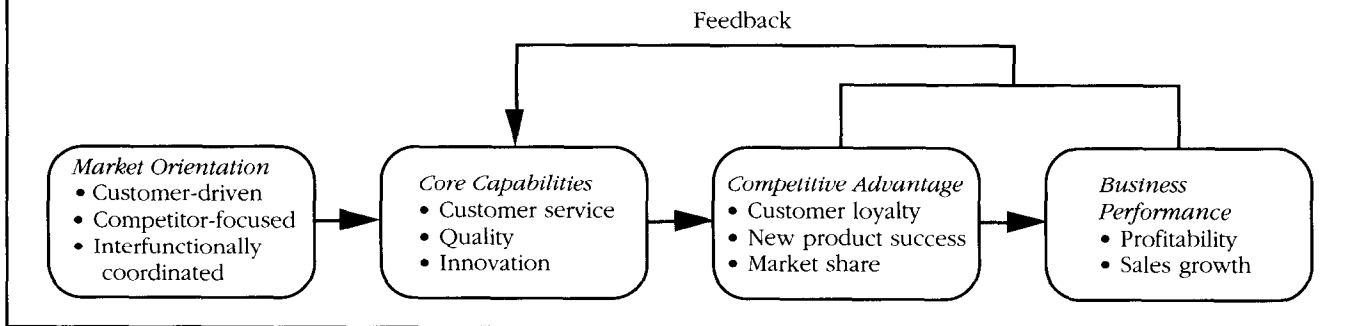 Feedback
Market Orientation
• Customer-driven
• Competitor-focused
• Interfunctionally
coordinated
Core Capabilities
• Customer service
• Quality
• Innovation
Competitive Advantage
• Customer loyalty
• New product success
• Market share
Business
Performance
• Profitability
• Sales growth